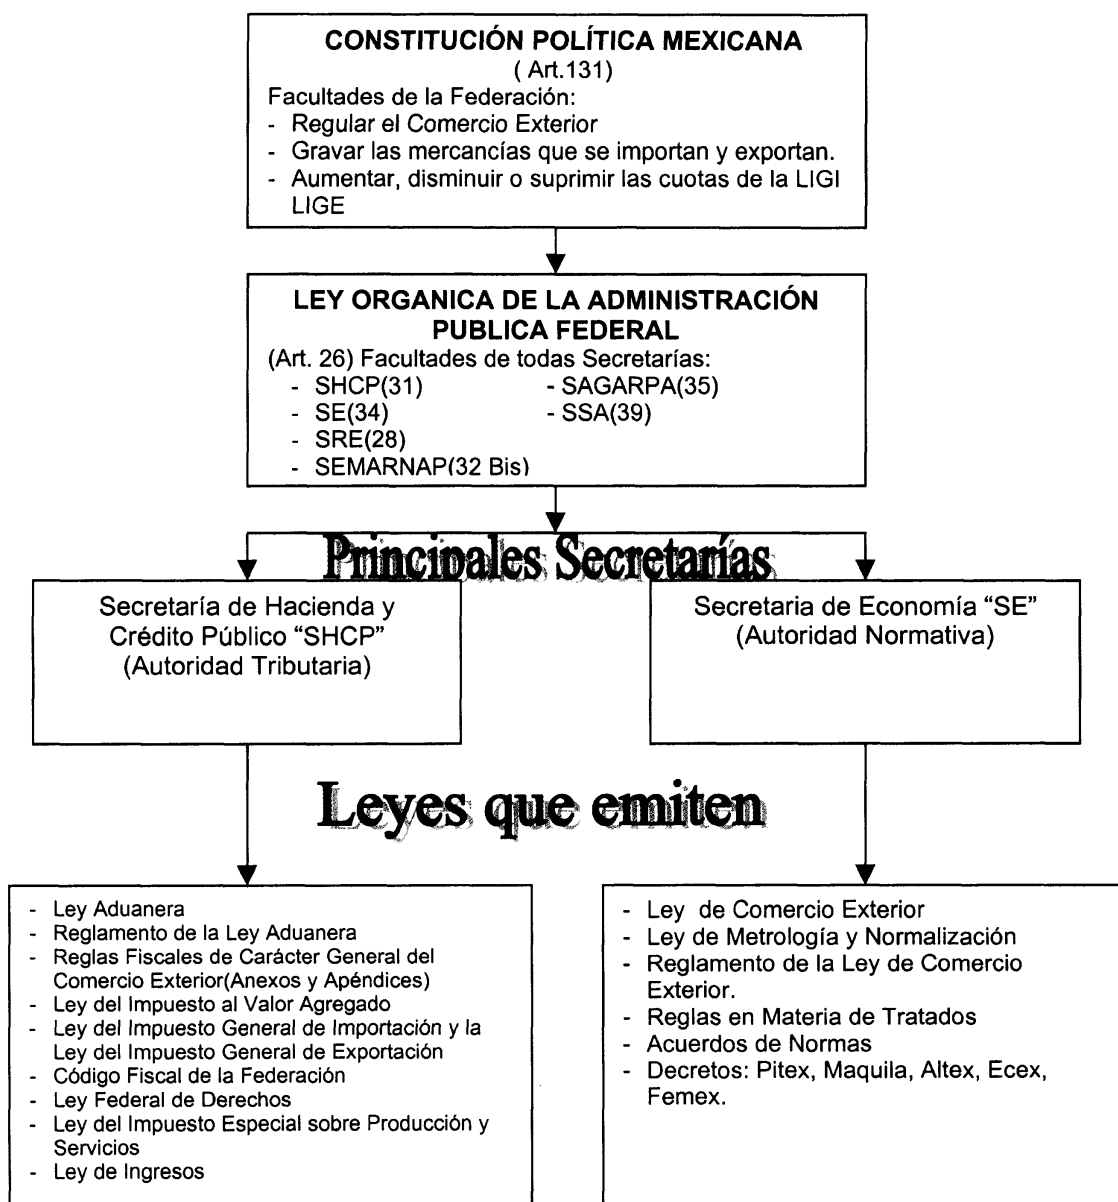 CONSTITUCIÓN POLÍTICA MEXICANA
( Art.131)
Facultades de la Federación:
- Regular el Comercio Exterior
- Gravar las mercancías que se importan y exportan.
- Aumentar, disminuir o suprimir las cuotas de la LIGI
LIGE
LEY ORGANICA DE LA ADMINISTRACIÓN
PUBLICA FEDERAL
(Art. 26) Facultades de todas Secretarías:
- SHCP(31) - SAGARPA(35)
- SE(34) - SSA(39)
- SRE(28)
- SEMARNAP(32 Bis)
Principales Secretarías
Secretaría de Hacienda y
Crédito Público “SHCP”
(Autoridad Tributaria)
Secretaria de Economía “SE”
(Autoridad Normativa)
Leyes que emiten
- Ley Aduanera
- Reglamento de la Ley Aduanera
- Reglas Fiscales de Carácter General del
Comercio Exterior(Anexos y Apéndices)
- Ley del Impuesto al Valor Agregado
- Ley del Impuesto General de Importación y la
Ley del Impuesto General de Exportación
- Código Fiscal de la Federación
- Ley Federal de Derechos
- Ley del Impuesto Especial sobre Producción y
Servicios
- Ley de Ingresos
- Ley de Comercio Exterior
- Ley de Metrología y Normalización
- Reglamento de la Ley de Comercio
Exterior.
- Reglas en Materia de Tratados
- Acuerdos de Normas
- Decretos: Pitex, Maquila, Altex, Ecex,
Femex.